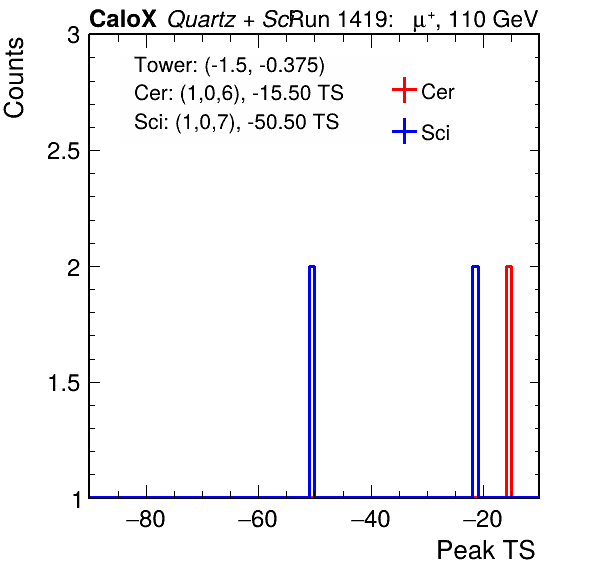 CaloX Quartz + Sci Run 1419: μ⁺, 110 GeV
Counts
3
Tower: (-1.5, -0.375)
Cer: (1,0,6), -15.50 TS
Sci: (1,0,7), -50.50 TS
Cer
Sci
2.5
2
1.5
1
−80 −60 −40 −20
Peak TS